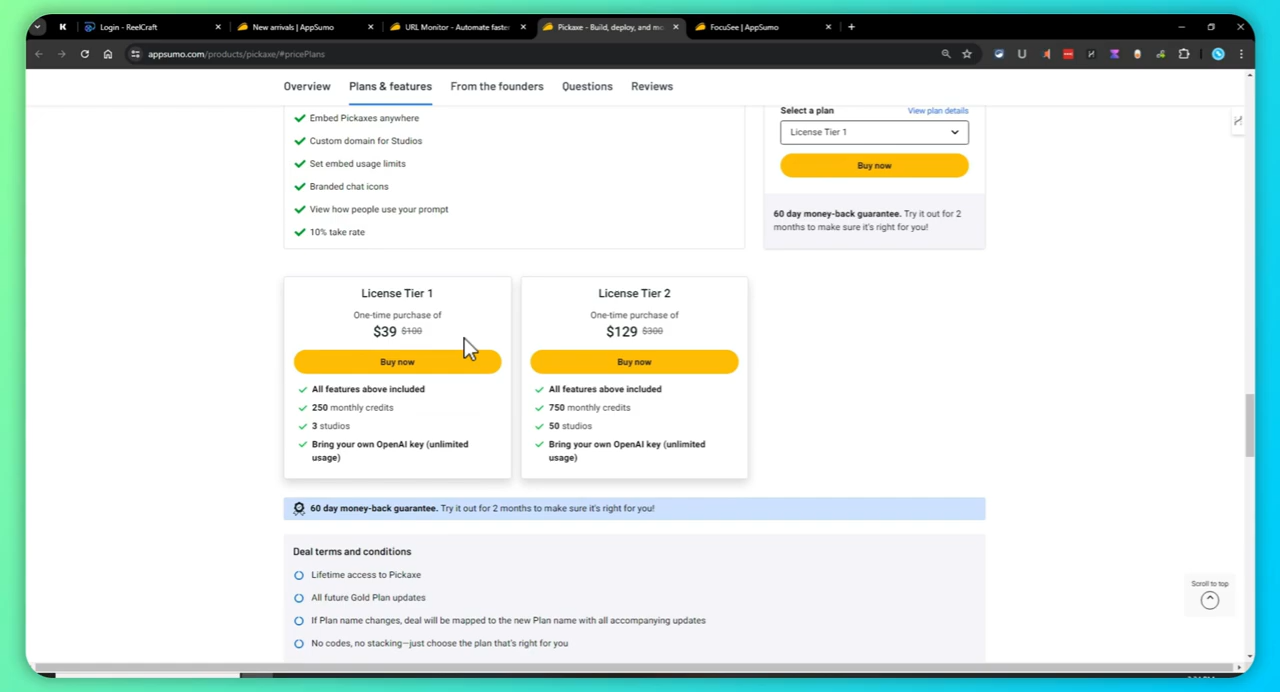 Login - ReelCraft
New arrivals | AppSumo
URL Monitor - Automate faster
Pickaxe - Build, deploy, and mo
FocuSee | AppSumo
appsumo.com/products/pickaxe/#pricePlans
Overview
Plans & features
From the founders
Questions
Reviews
Embed Pickaxes anywhere
Custom domain for Studios
Set embed usage limits
Branded chat icons
View how people use your prompt
10% take rate
Select a plan
View plan details
License Tier 1
Buy now
60 day money-back guarantee. Try it out for 2
months to make sure it's right for you!
License Tier 1
One-time purchase of
$39 $100
Buy now
All features above included
250 monthly credits
3 studios
Bring your own OpenAI key (unlimited
usage)
License Tier 2
One-time purchase of
$129 $300
Buy now
All features above included
750 monthly credits
50 studios
Bring your own OpenAI key (unlimited
usage)
60 day money-back guarantee. Try it out for 2 months to make sure it's right for you!
Deal terms and conditions
Lifetime access to Pickaxe
All future Gold Plan updates
If Plan name changes, deal will be mapped to the new Plan name with all accompanying updates
No codes, no stacking—just choose the plan that's right for you
Scroll to top